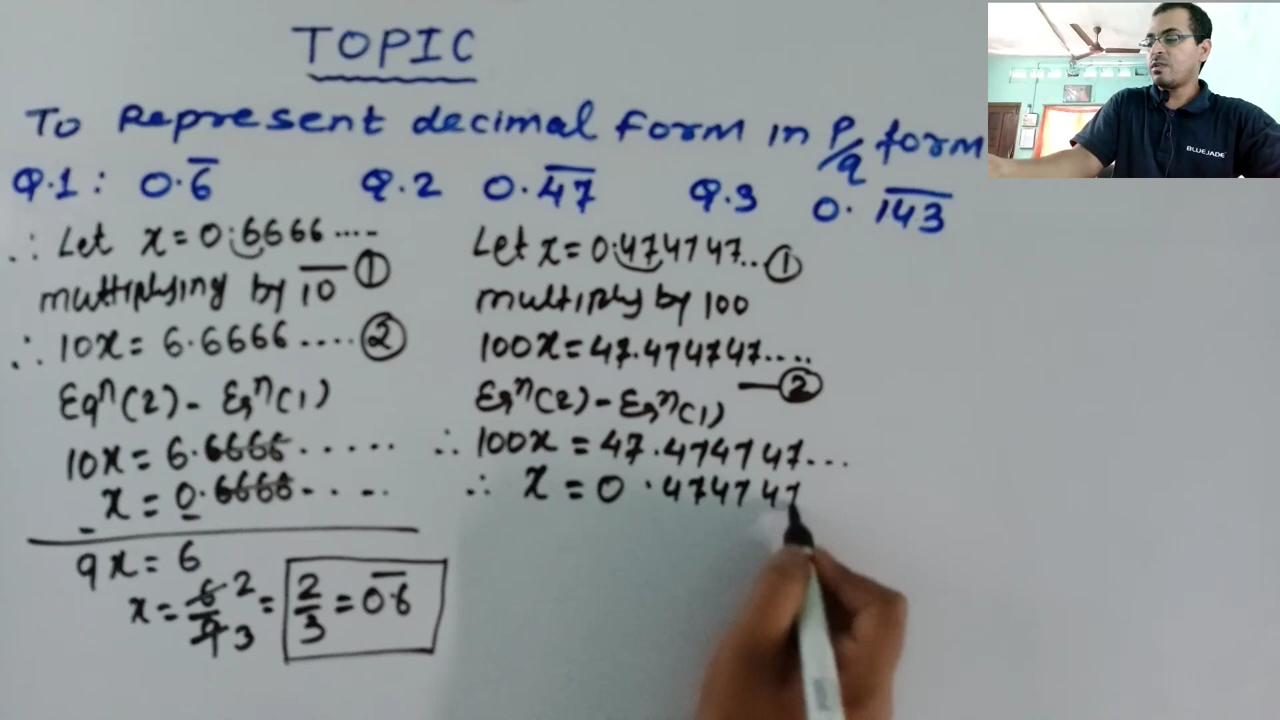 TOPIC
To Represent decimal form in P/q form
Q.1: 0.6̅
∴ Let x = 0.6666....
① 
multiplying by 10
∴ 10x = 6.6666.... ②
Eqⁿ(2) - Eqⁿ(1)
10x = 6.6666......
x = 0.6666.....
-
9x = 6
x = 6/9 2 3 = 2/3 = 0.6̅
Q.2 0.4̅7̅
Let x = 0.474747.. ①
multiply by 100
100x = 47.474747....
— ②
Eqⁿ(2) - Eqⁿ(1)
∴ 100x = 47.474747...
∴ x = 0.474747
Q.3 0.1̅4̅3̅
BLUEJADE